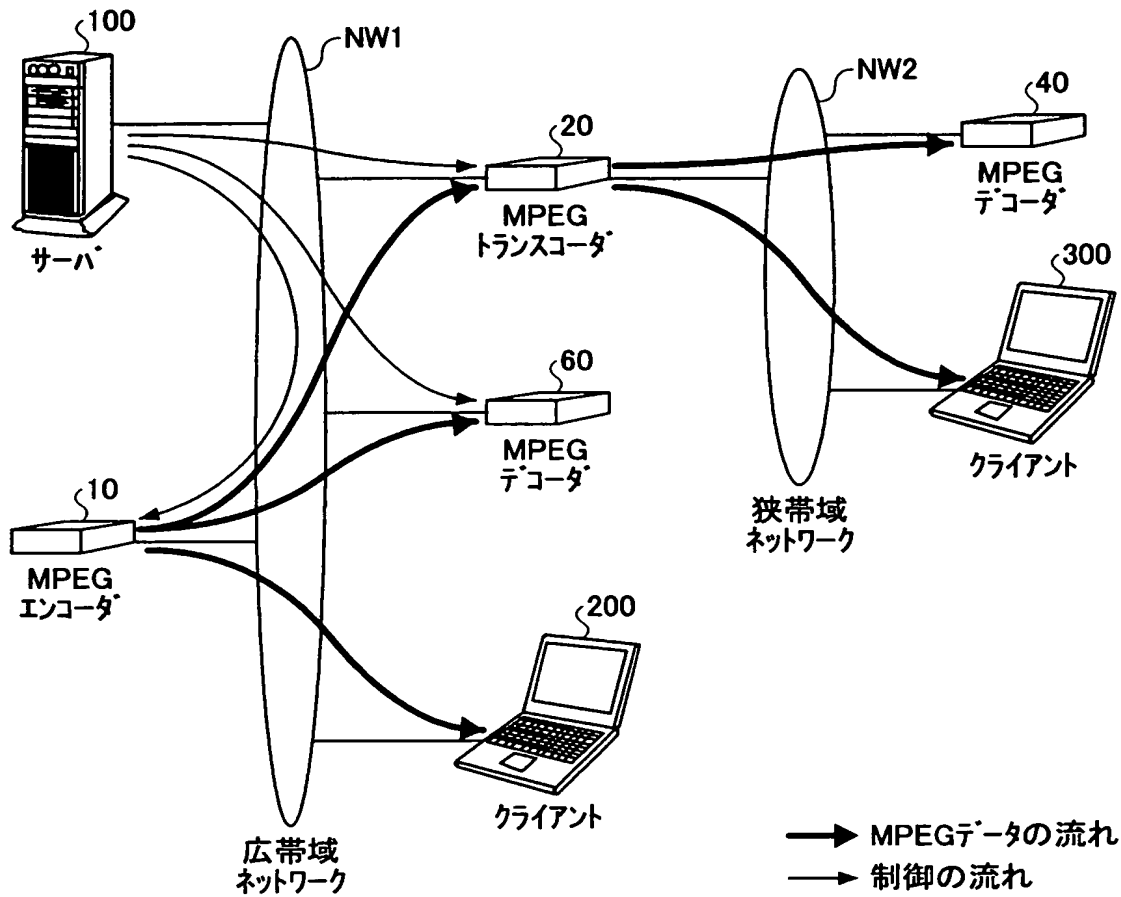 100
サーバ
NW1
20
MPEG
トランスコーダ
NW2
40
MPEG
デコーダ
300
クライアント
60
MPEG
デコーダ
10
MPEG
エンコーダ
狭帯域
ネットワーク
200
クライアント
広帯域
ネットワーク
MPEGデータの流れ
制御の流れ